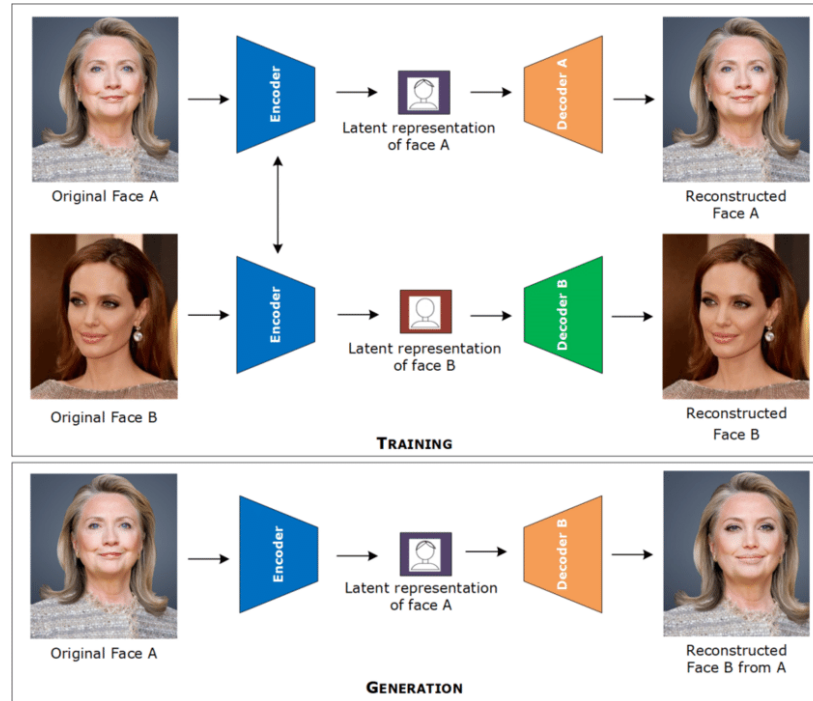 Encoder
Decoder A
Latent representation
of face A
Original Face A
Reconstructed
Face A
Encoder
Decoder B
Latent representation
of face B
Original Face B
Reconstructed
Face B
TRAINING
Encoder
Decoder B
Latent representation
of face A
Original Face A
Reconstructed
Face B from A
GENERATION